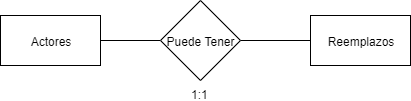 Actores
Puede Tener
Reemplazos
1:1